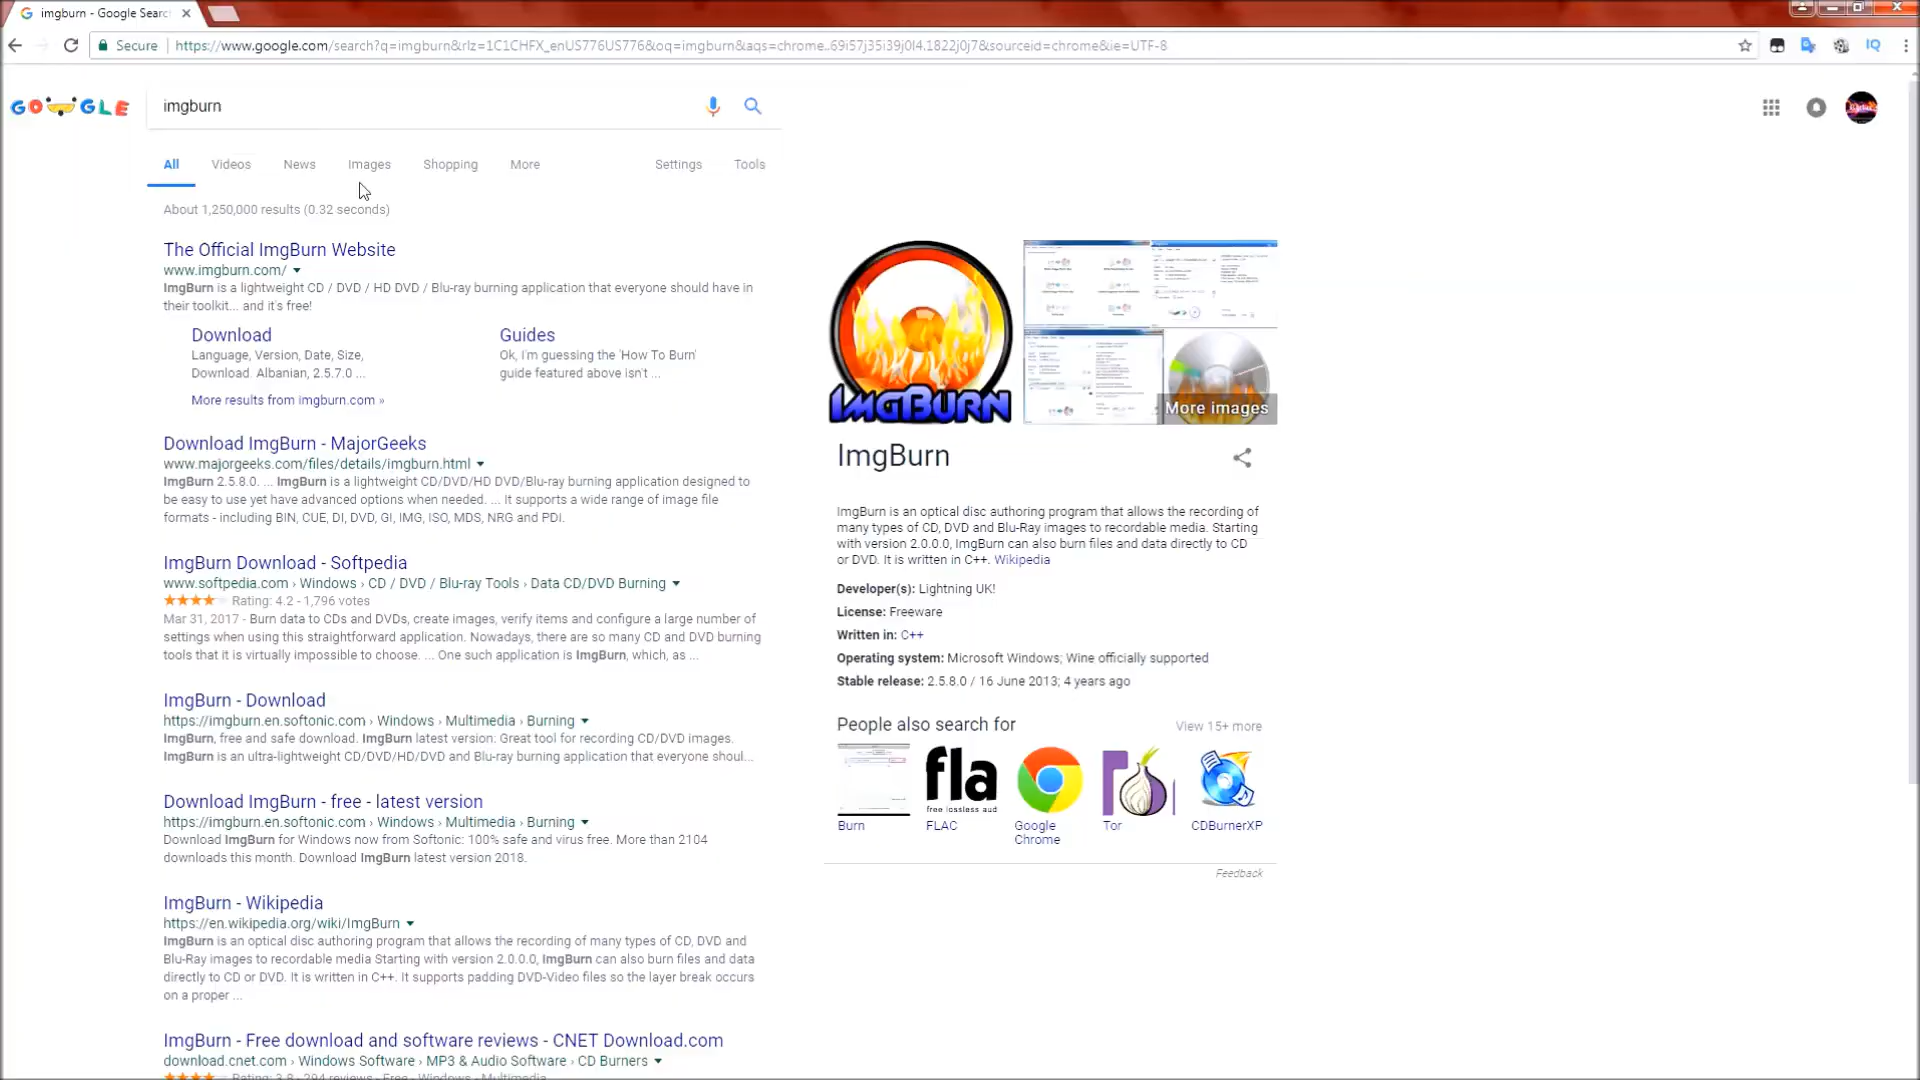 imgburn - Google Searc
Secure
https://www.google.com/search?q=imgburn&rlz=1C1CHFX_enUS776US776&oq=imgburn&aqs=chrome..69i57j35i39j0l4.1822j0j7&sourceid=chrome&ie=UTF-8
IQ
GO GLE
imgburn
All Videos News Images Shopping More Settings Tools
About 1,250,000 results (0.32 seconds)
The Official ImgBurn Website
www.imgburn.com/
ImgBurn is a lightweight CD / DVD / HD DVD / Blu-ray burning application that everyone should have in
their toolkit... and it's free!
Download
Language, Version, Date, Size,
Download. Albanian, 2.5.7.0 ...
Guides
Ok, I'm guessing the 'How To Burn'
guide featured above isn't ...
More results from imgburn.com »
Download ImgBurn - MajorGeeks
www.majorgeeks.com/files/details/imgburn.html
ImgBurn 2.5.8.0. ... ImgBurn is a lightweight CD/DVD/HD DVD/Blu-ray burning application designed to
be easy to use yet have advanced options when needed. ... It supports a wide range of image file
formats - including BIN, CUE, DI, DVD, GI, IMG, ISO, MDS, NRG and PDI.
ImgBurn Download - Softpedia
www.softpedia.com › Windows › CD / DVD / Blu-ray Tools › Data CD/DVD Burning
Rating: 4.2 - 1,796 votes
Mar 31, 2017 - Burn data to CDs and DVDs, create images, verify items and configure a large number of
settings when using this straightforward application. Nowadays, there are so many CD and DVD burning
tools that it is virtually impossible to choose. ... One such application is ImgBurn, which, as ...
ImgBurn - Download
https://imgburn.en.softonic.com › Windows › Multimedia › Burning
ImgBurn, free and safe download. ImgBurn latest version: Great tool for recording CD/DVD images.
ImgBurn is an ultra-lightweight CD/DVD/HD/DVD and Blu-ray burning application that everyone shoul...
Download ImgBurn - free - latest version
https://imgburn.en.softonic.com › Windows › Multimedia › Burning
Download ImgBurn for Windows now from Softonic: 100% safe and virus free. More than 2104
downloads this month. Download ImgBurn latest version 2018.
ImgBurn - Wikipedia
https://en.wikipedia.org/wiki/ImgBurn
ImgBurn is an optical disc authoring program that allows the recording of many types of CD, DVD and
Blu-Ray images to recordable media Starting with version 2.0.0.0, ImgBurn can also burn files and data
directly to CD or DVD. It is written in C++. It supports padding DVD-Video files so the layer break occurs
on a proper ...
ImgBurn - Free download and software reviews - CNET Download.com
download.cnet.com › Windows Software › MP3 & Audio Software › CD Burners
Rating: 3.8 - 294 reviews - Free - Windows - Multimedia
IMGBURN
More images
ImgBurn
ImgBurn is an optical disc authoring program that allows the recording of
many types of CD, DVD and Blu-Ray images to recordable media. Starting
with version 2.0.0.0, ImgBurn can also burn files and data directly to CD
or DVD. It is written in C++. Wikipedia
Developer(s): Lightning UK!
License: Freeware
Written in: C++
Operating system: Microsoft Windows; Wine officially supported
Stable release: 2.5.8.0 / 16 June 2013; 4 years ago
People also search for
View 15+ more
fla
free lossless aud
Burn
FLAC
Google
Chrome
Tor
CDBurnerXP
Feedback